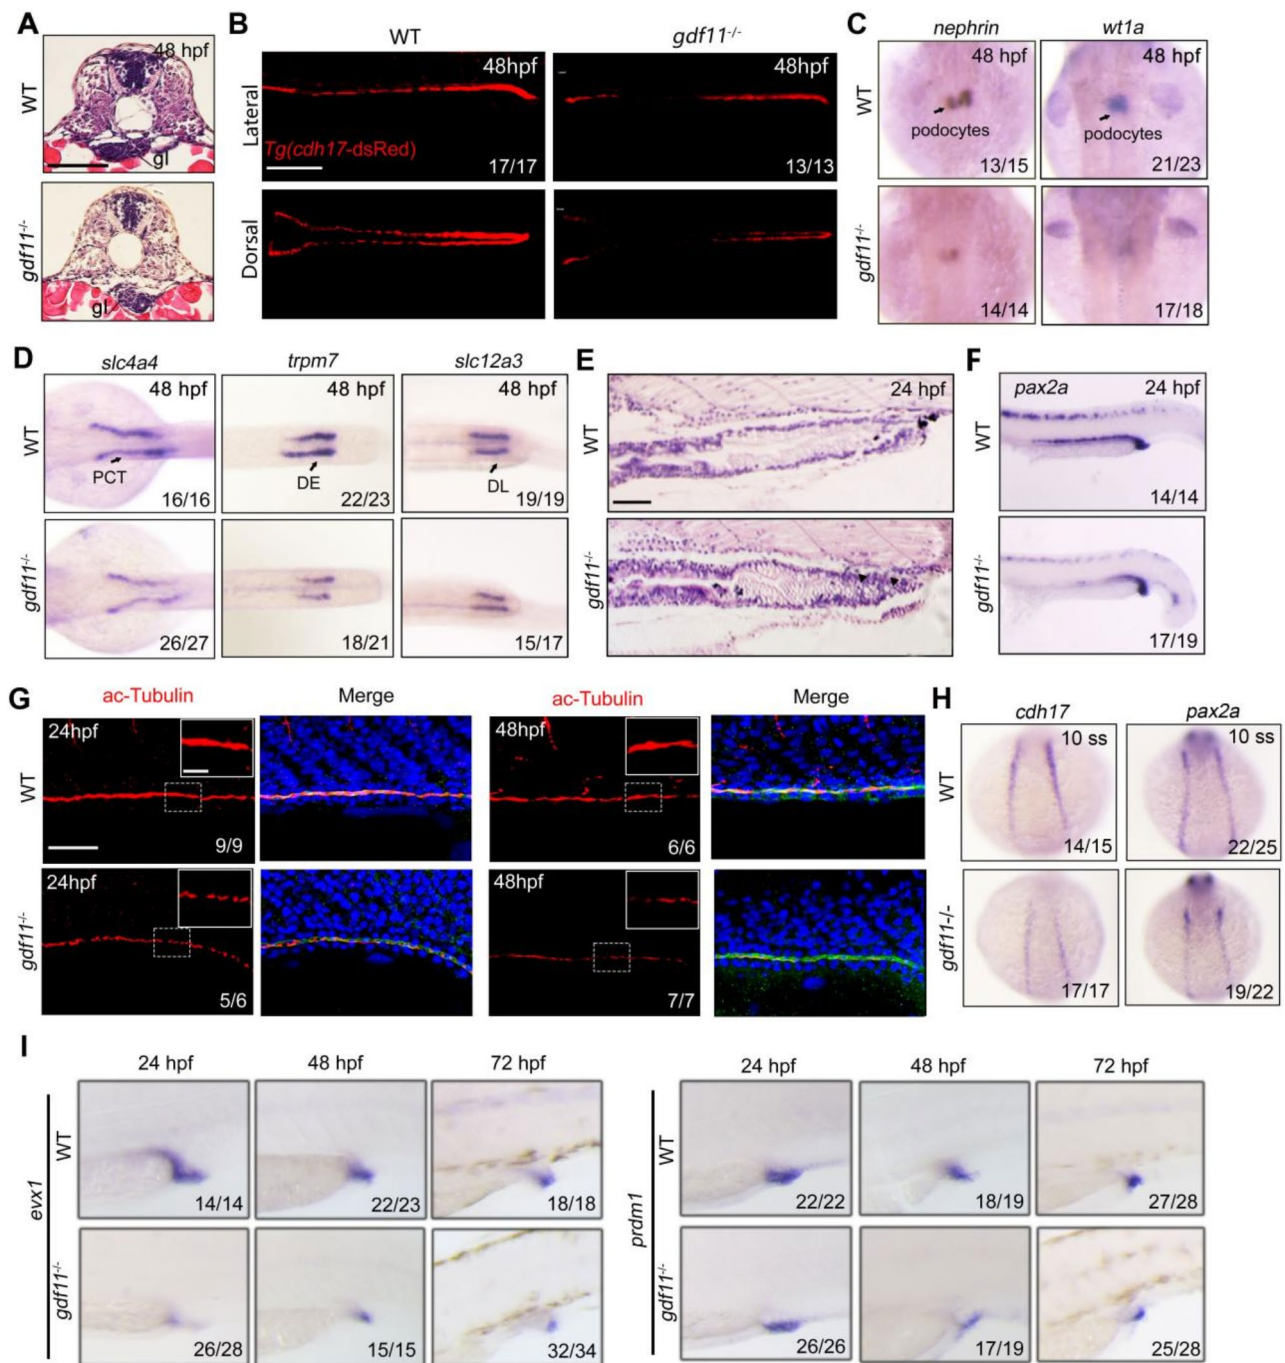 A
48 hpf
WT
gl
gdf11-/-
gl
B
WT
gdf11-/-
Lateral
48hpf
48hpf
Tg(cdh17-dsRed)
17/17
13/13
Dorsal
C
nephrin
wt1a
WT
48 hpf
48 hpf
podocytes
podocytes
13/15
21/23
gdf11-/-
14/14
17/18
D
slc4a4
trpm7
slc12a3
WT
48 hpf
48 hpf
48 hpf
PCT
DE
DL
16/16
22/23
19/19
gdf11-/-
26/27
18/21
15/17
E
24 hpf
WT
gdf11-/-
F
pax2a
24 hpf
WT
14/14
gdf11-/-
17/19
G
ac-Tubulin
Merge
ac-Tubulin
Merge
WT
24hpf
48hpf
9/9
6/6
gdf11-/-
24hpf
48hpf
5/6
7/7
H
cdh17
pax2a
WT
10 ss
10 ss
14/15
22/25
gdf11-/-
17/17
19/22
I
24 hpf
48 hpf
72 hpf
24 hpf
48 hpf
72 hpf
evx1
WT
14/14
22/23
18/18
gdf11-/-
26/28
15/15
32/34
prdm1
WT
22/22
18/19
27/28
gdf11-/-
26/26
17/19
25/28